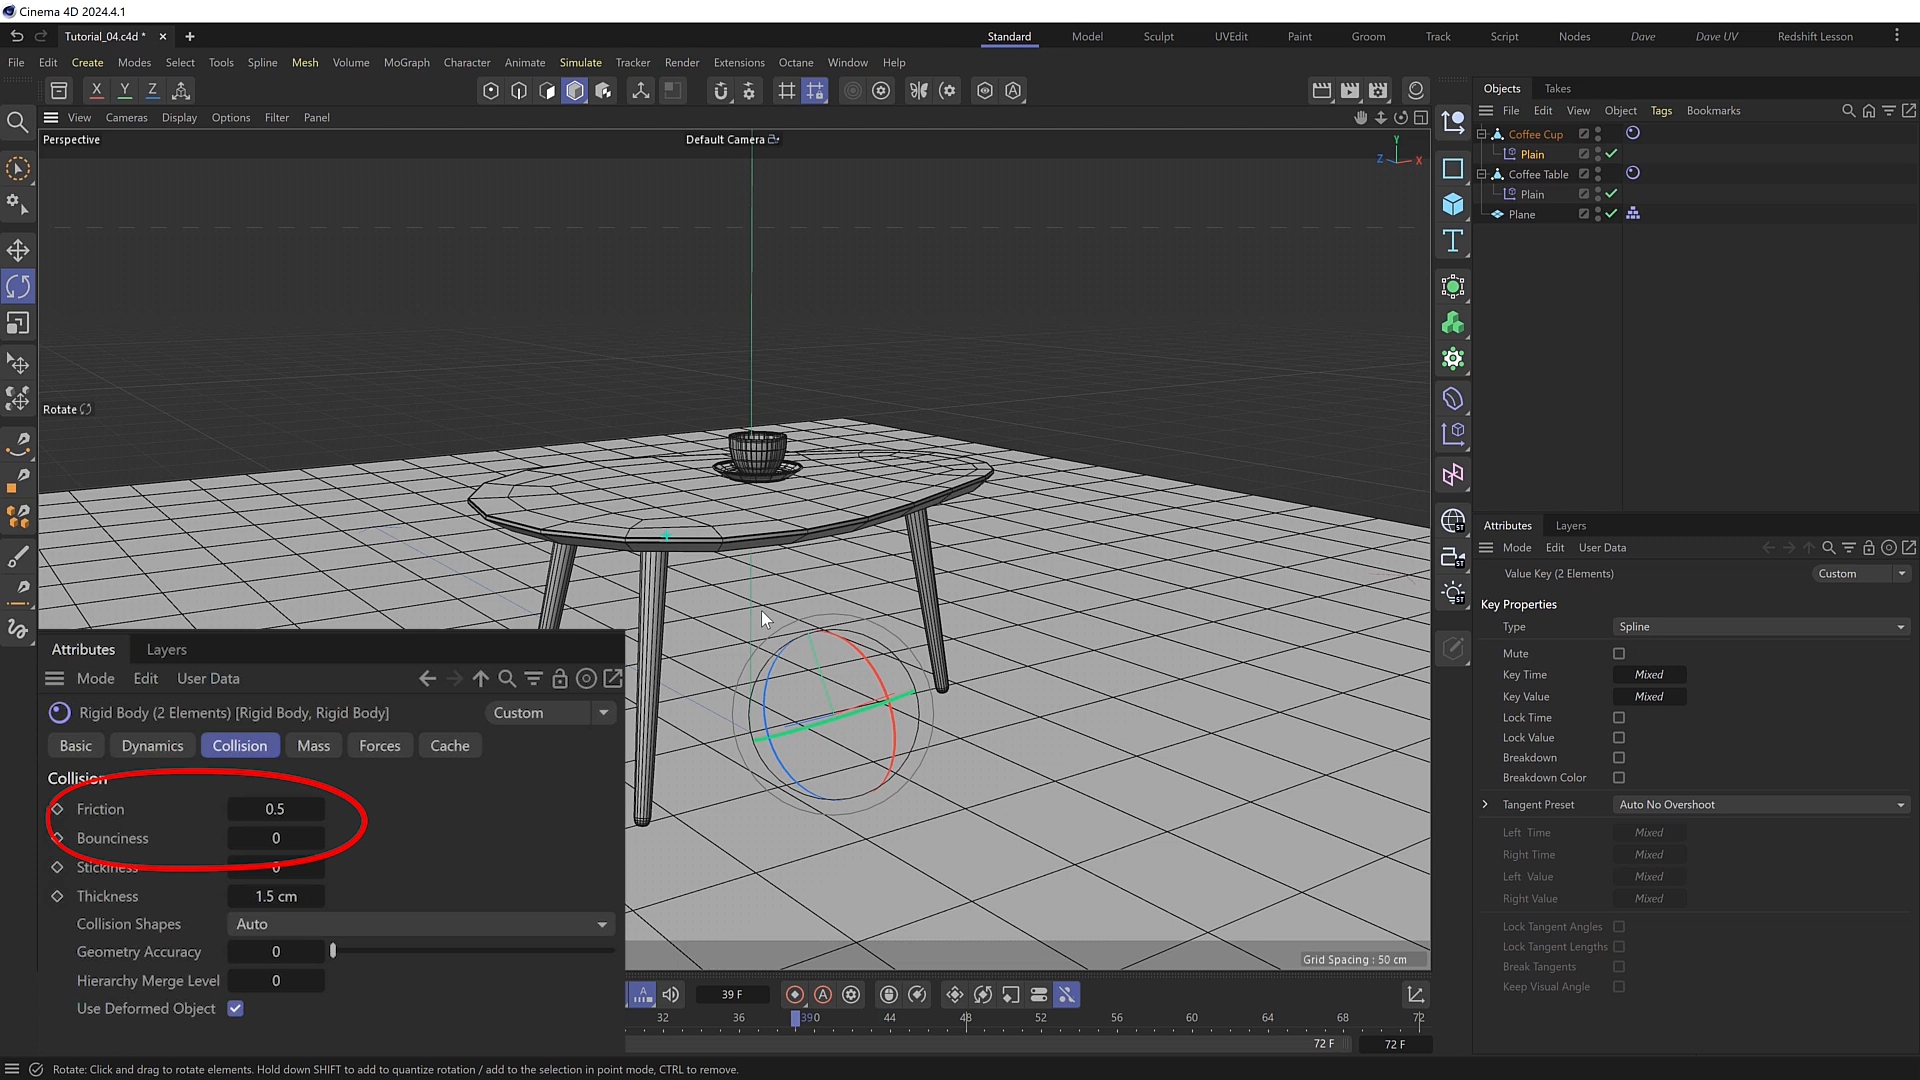 Cinema 4D 2024.4.1
Tutorial_04.c4d *
Standard Model Sculpt UVEdit Paint Groom Track Script Nodes Dave Dave UV Redshift Lesson
File Edit Create Modes Select Tools Spline Mesh Volume MoGraph Character Animate Simulate Tracker Render Extensions Octane Window Help
X Y Z
Objects Takes
File Edit View Object Tags Bookmarks
View Cameras Display Options Filter Panel
Perspective
Default Camera
Y
Z X
Coffee Cup
Plain
Coffee Table
Plain
Plane
Rotate
Attributes Layers
Mode Edit User Data
Value Key (2 Elements)
Custom
Key Properties
Type Spline
Mute
Key Time Mixed
Key Value Mixed
Lock Time
Lock Value
Breakdown
Breakdown Color
Tangent Preset Auto No Overshoot
Left Time Mixed
Right Time Mixed
Left Value Mixed
Right Value Mixed
Lock Tangent Angles
Lock Tangent Lengths
Break Tangents
Keep Visual Angle
Attributes Layers
Mode Edit User Data
Rigid Body (2 Elements) [Rigid Body, Rigid Body]
Custom
Basic Dynamics Collision Mass Forces Cache
Collision
Friction 0.5
Bounciness 0
Stickiness 0
Thickness 1.5 cm
Collision Shapes Auto
Geometry Accuracy 0
Hierarchy Merge Level 0
Use Deformed Object
Grid Spacing : 50 cm
39 F
32 36 390 44 48 52 56 60 64 68 72
72 F 72 F
Rotate: Click and drag to rotate elements. Hold down SHIFT to add to quantize rotation / add to the selection in point mode, CTRL to remove.